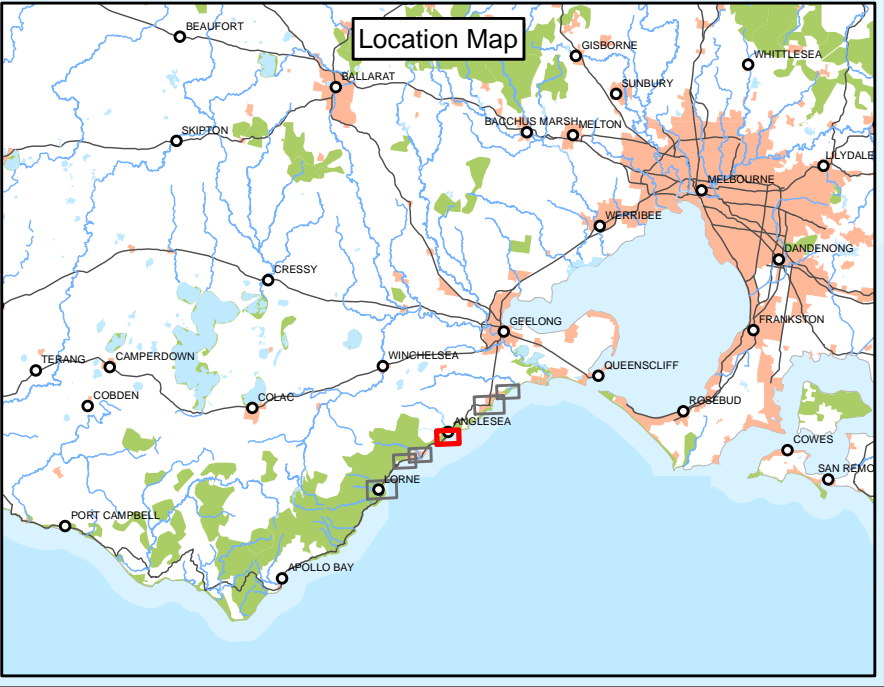 BEAUFORT
Location Map
GISBORNE
WHITTLESEA
BALLARAT
SUNBURY
BACCHUS MARSH
MELTON
SKIPTON
LILYDALE
MELBOURNE
WERRIBEE
DANDENONG
CRESSY
GEELONG
FRANKSTON
TERANG
CAMPERDOWN
WINCHELSEA
QUEENSCLIFF
COBDEN
COLAC
ROSEBUD
ANGLESEA
COWES
SAN REMO
LORNE
PORT CAMPBELL
APOLLO BAY